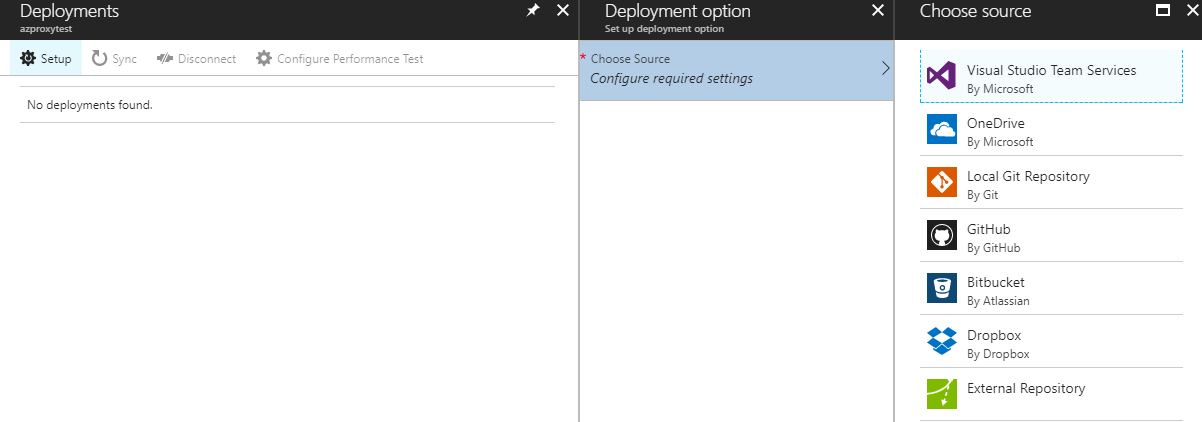 Deployments
azproxytest
Setup
Sync
Disconnect
Configure Performance Test
No deployments found.
Deployment option
Set up deployment option
* Choose Source
Configure required settings
Choose source
Visual Studio Team Services
By Microsoft
OneDrive
By Microsoft
Local Git Repository
By Git
GitHub
By GitHub
Bitbucket
By Atlassian
Dropbox
By Dropbox
External Repository